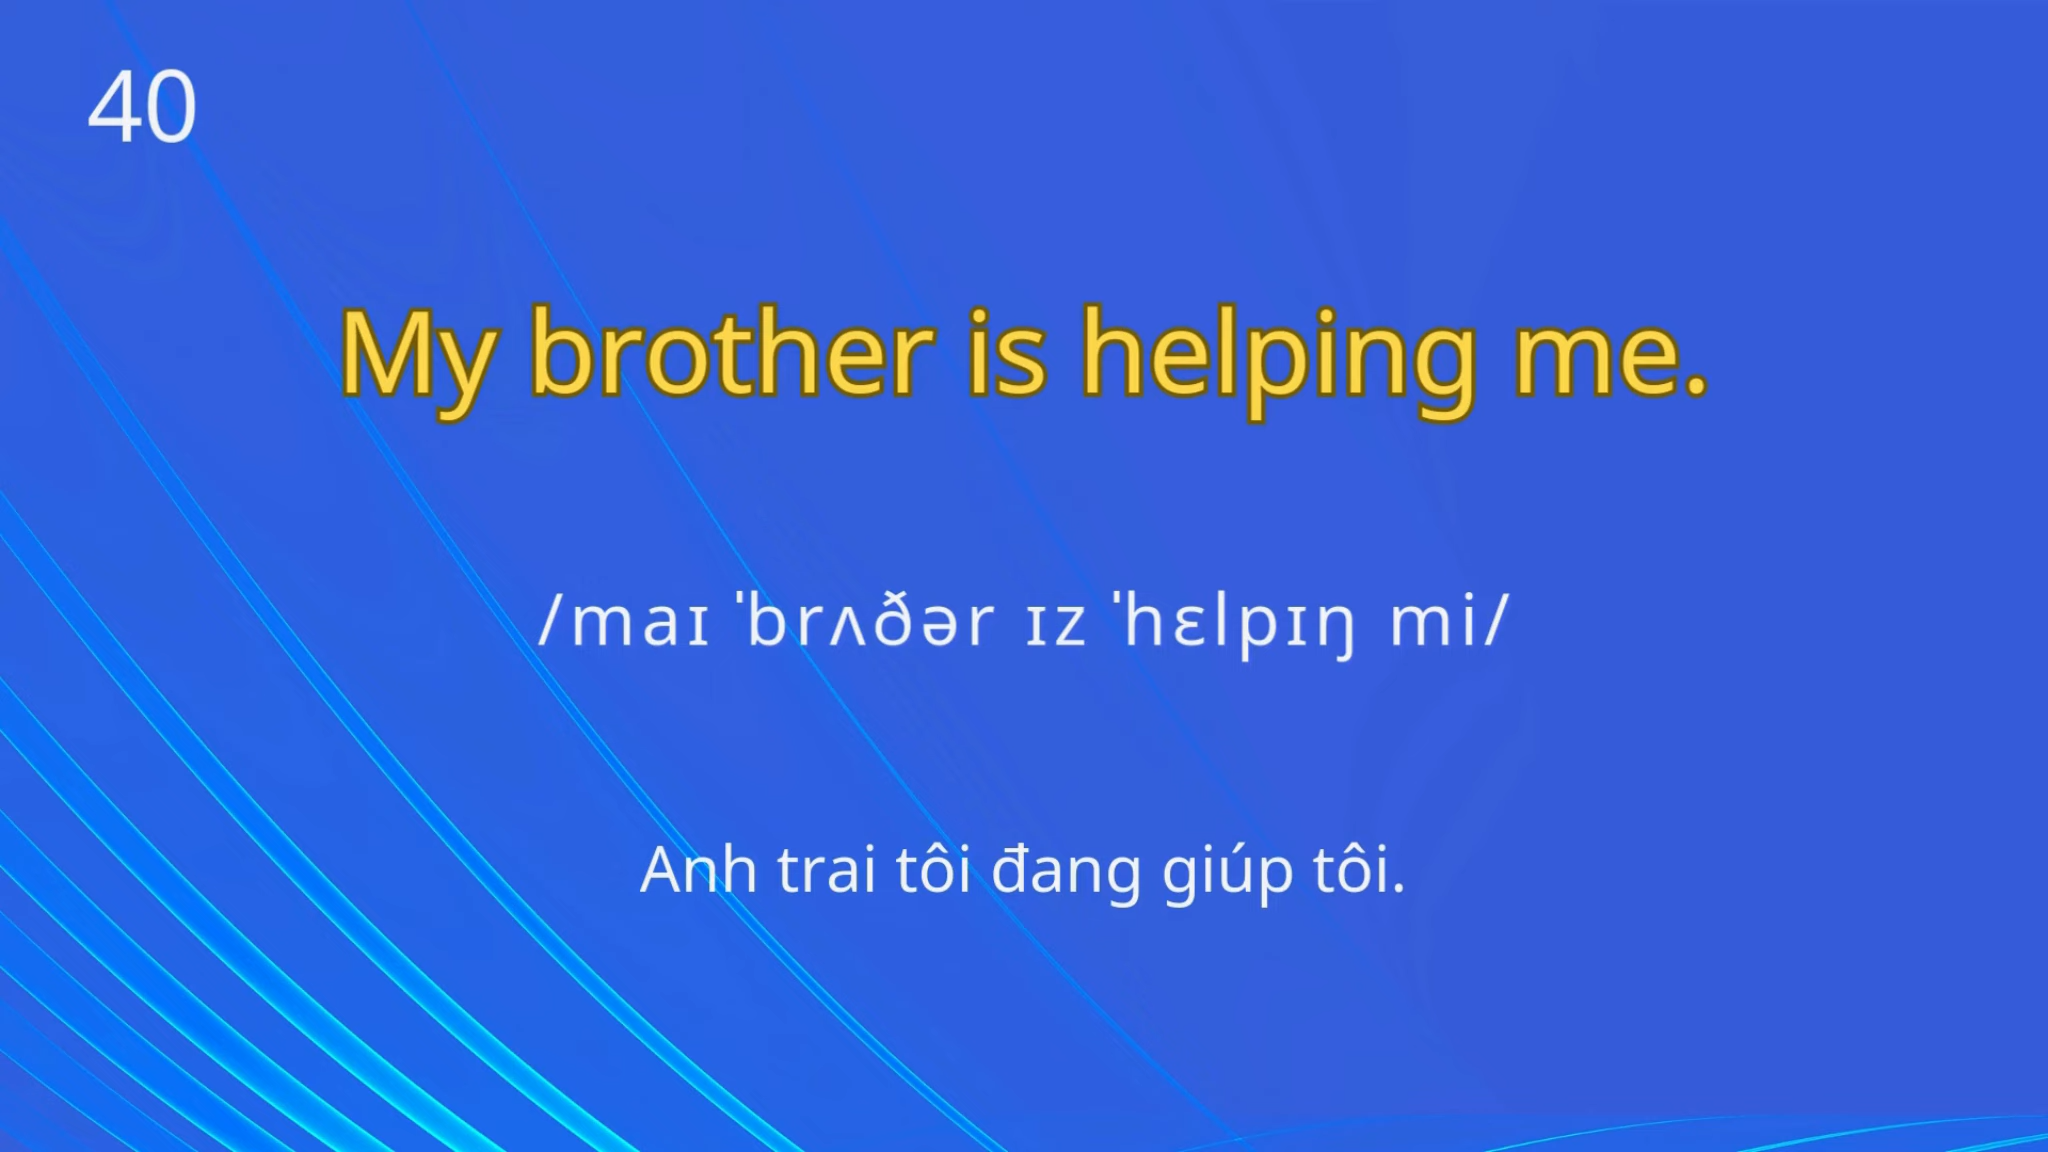 40
My brother is helping me.
/maɪ ˈbrʌðər ɪz ˈhɛlpɪŋ mi/
Anh trai tôi đang giúp tôi.